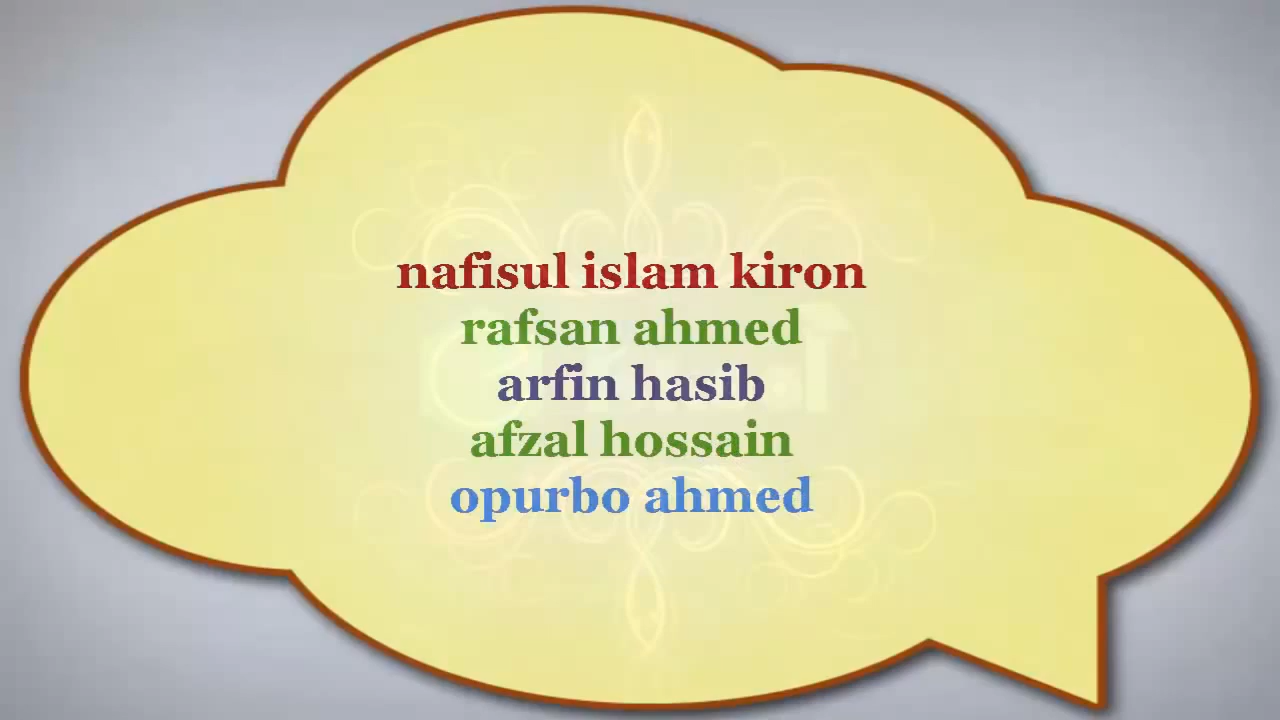 nafisul islam kiron
rafsan ahmed
arfin hasib
afzal hossain
opurbo ahmed